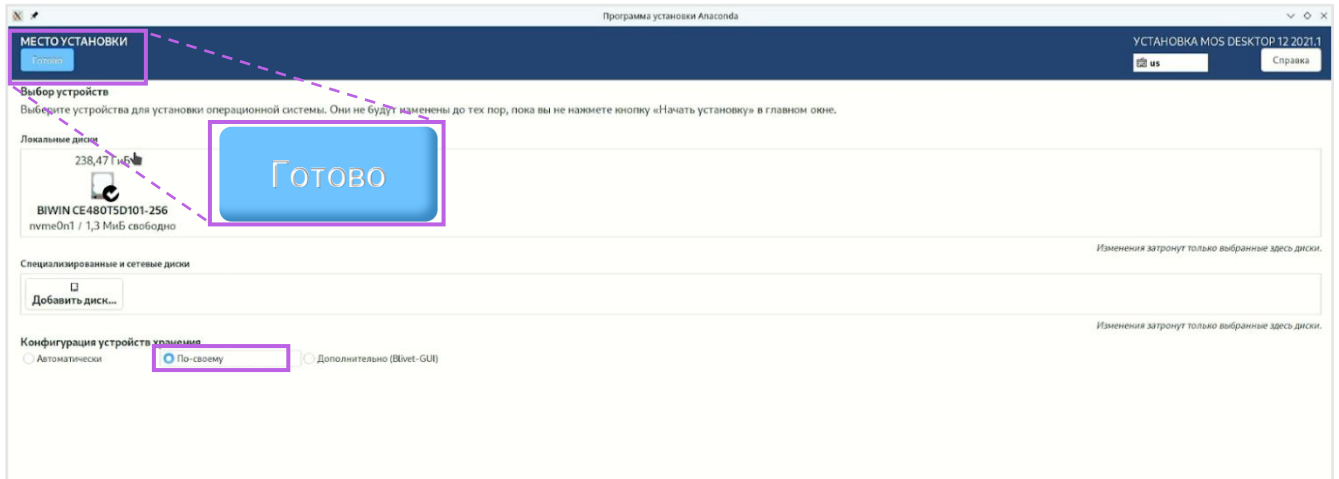 Программа установки Anaconda
МЕСТО УСТАНОВКИ
Готово
УСТАНОВКА MOS DESKTOP 12 2021.1
us
Справка
Выбор устройств
Выберите устройства для установки операционной системы. Они не будут изменены до тех пор, пока вы не нажмете кнопку «Начать установку» в главном окне.
Локальные диски
238,47 ГиБ
BIWIN CE480T5D101-256
nvme0n1 / 1,3 МиБ свободно
Готово
Изменения затронут только выбранные здесь диски.
Специализированные и сетевые диски
Добавить диск...
Изменения затронут только выбранные здесь диски.
Конфигурация устройств хранения
Автоматически
По-своему
Дополнительно (Blivet-GUI)